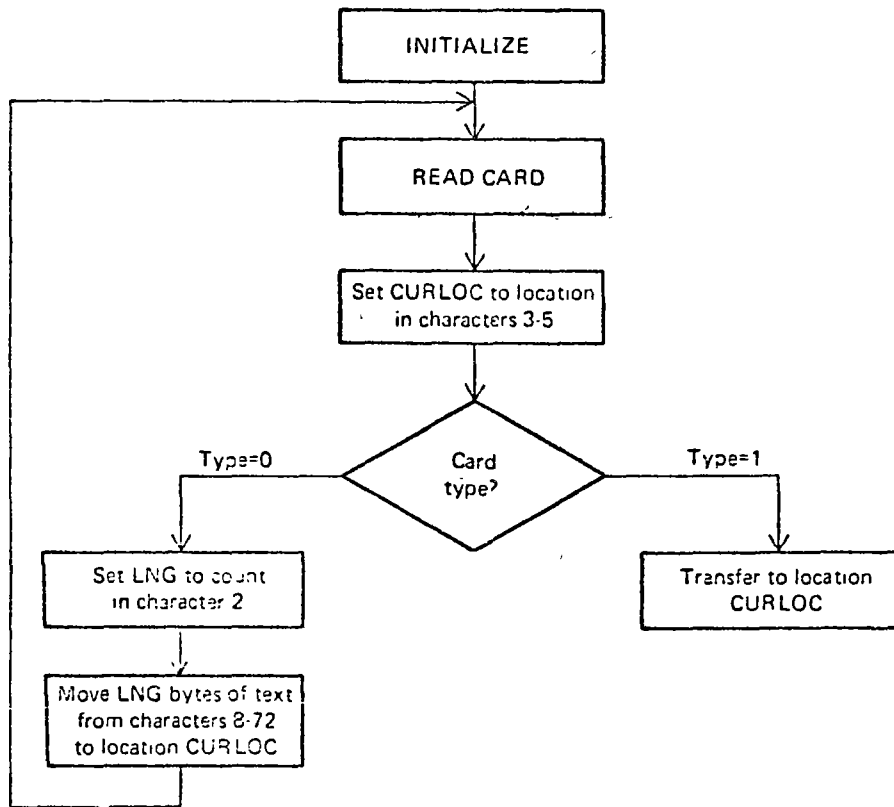 INITIALIZE
READ CARD
Set CURLOC to location
in characters 3-5
Card
type?
Type=0
Type=1
Set LNG to count
in character 2
Transfer to location
CURLOC
Move LNG bytes of text
from characters 8-72
to location CURLOC